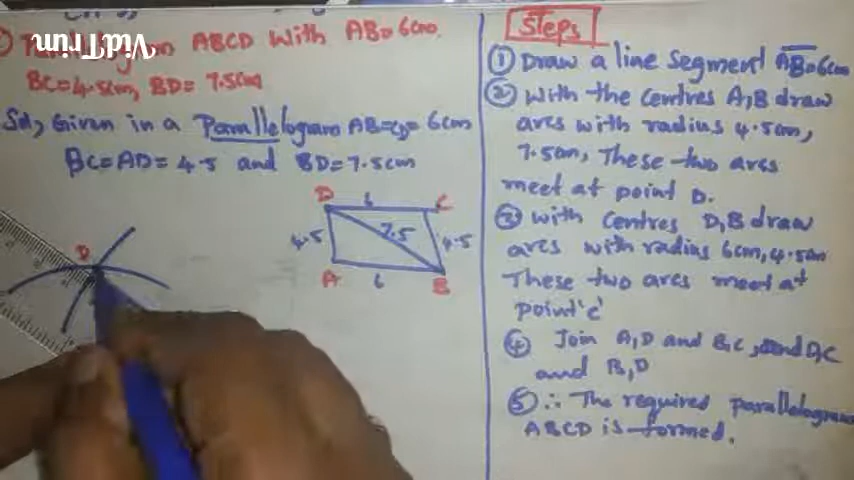 VidTrim
Parallelogram ABCD with AB=6cm,
BC=4.5cm, BD= 7.5cm
Sol, Given in a Parallelogram AB=CD=6cm
BC=AD=4.5 and BD=7.5cm
D 6 C
4.5 7.5 4.5
A 6 B
D
Steps
① Draw a line segment AB=6cm
② With the centres A,B draw
arcs with radius 4.5cm,
7.5cm, These two arcs
meet at point D.
③ With centres D,B draw
arcs with radius 6cm,4.5cm
These two arcs meet at
point 'c'
④ Join A,D and B,C, and D,C
and B,D
⑤ ∴ The required parallelogram
ABCD is formed.